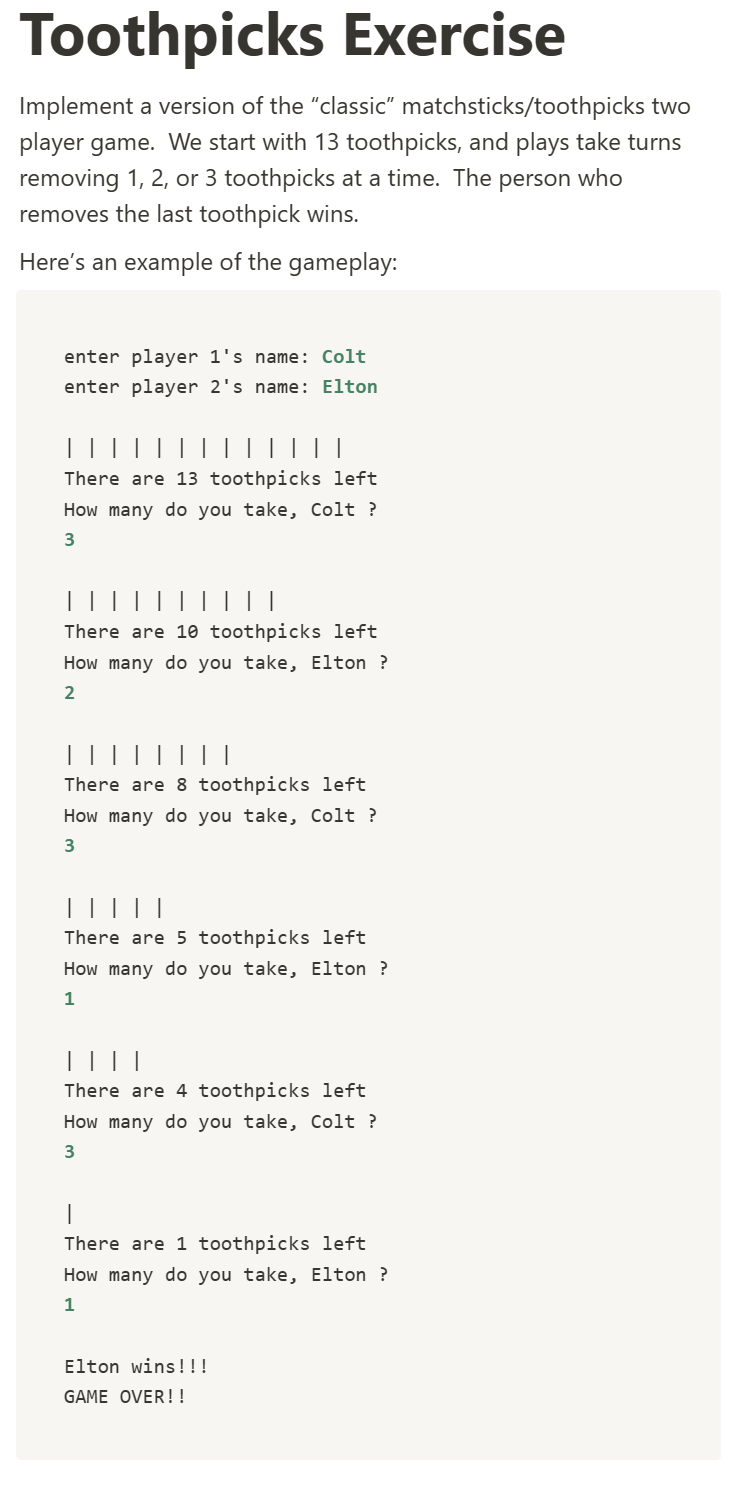 Toothpicks Exercise
Implement a version of the “classic” matchsticks/toothpicks two
player game.  We start with 13 toothpicks, and plays take turns
removing 1, 2, or 3 toothpicks at a time.  The person who
removes the last toothpick wins.
Here’s an example of the gameplay:
enter player 1's name: Colt
enter player 2's name: Elton
| | | | | | | | | | | | |
There are 13 toothpicks left
How many do you take, Colt ?
3
| | | | | | | | | |
There are 10 toothpicks left
How many do you take, Elton ?
2
| | | | | | | |
There are 8 toothpicks left
How many do you take, Colt ?
3
| | | | |
There are 5 toothpicks left
How many do you take, Elton ?
1
| | | |
There are 4 toothpicks left
How many do you take, Colt ?
3
|
There are 1 toothpicks left
How many do you take, Elton ?
1
Elton wins!!!
GAME OVER!!